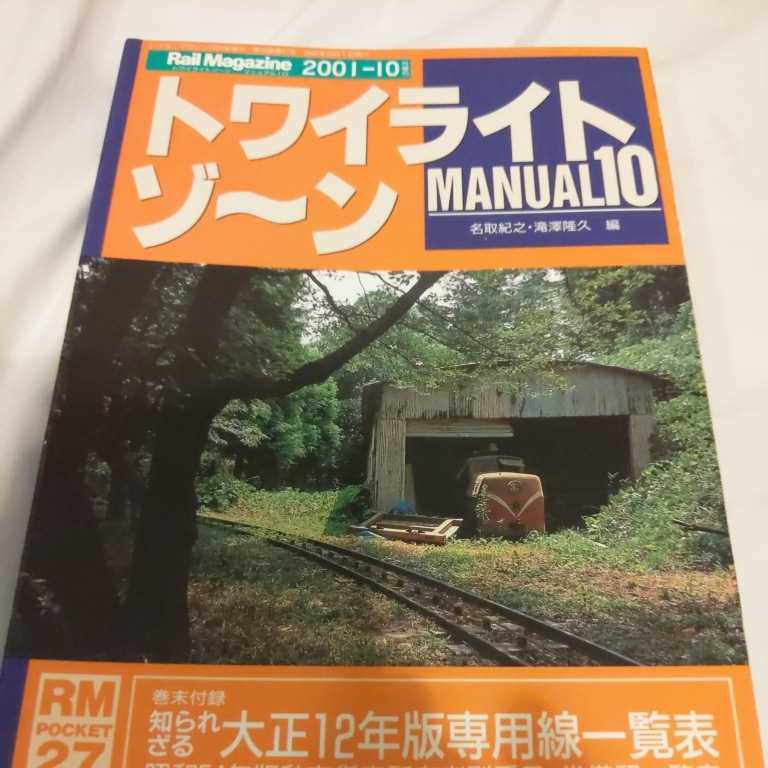 Rail Magazine 2001-10
トワイライト
ゾ〜ン
MANUAL10
名取紀之・滝澤隆久 編
RM
POCKET
27
巻末付録
知られ
ざる
大正12年版専用線一覧表